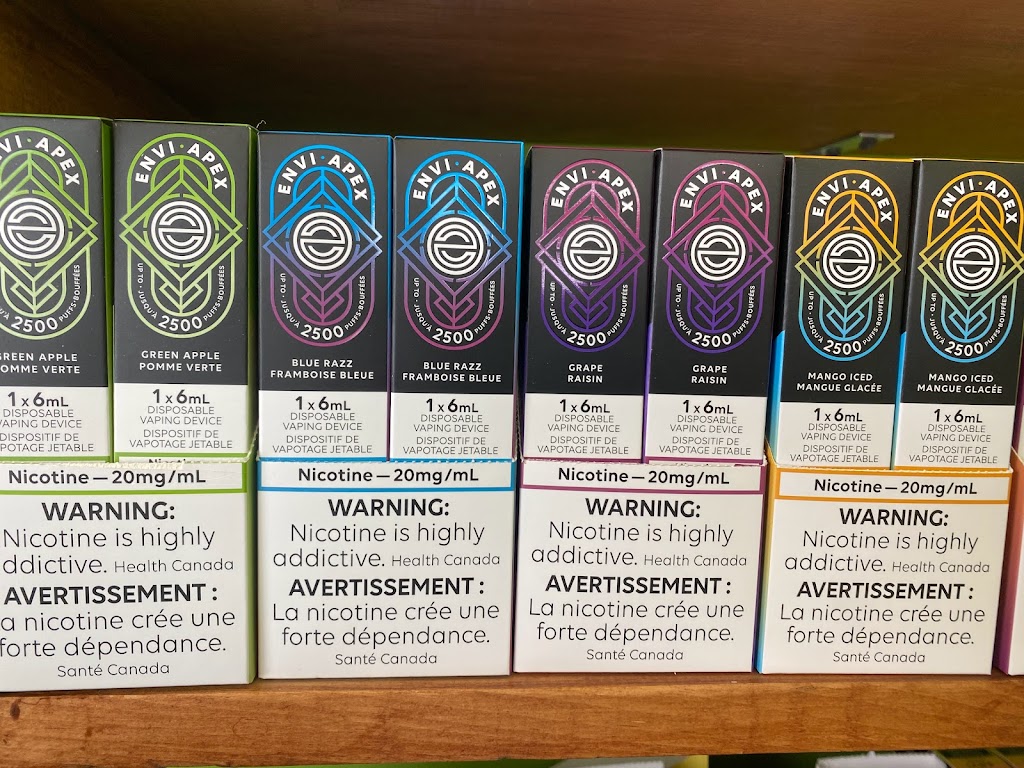 ENVI·APEX
UP TO · JUSQU'À 2500 PUFFS·BOUFFÉES
GREEN APPLE
POMME VERTE
1 x 6mL
DISPOSABLE
VAPING DEVICE
DISPOSITIF DE
VAPOTAGE JETABLE
ENVI·APEX
UP TO · JUSQU'À 2500 PUFFS·BOUFFÉES
GREEN APPLE
POMME VERTE
1 x 6mL
DISPOSABLE
VAPING DEVICE
DISPOSITIF DE
VAPOTAGE JETABLE
Nicotine — 20mg/mL
WARNING:
Nicotine is highly
addictive. Health Canada
AVERTISSEMENT :
La nicotine crée une
forte dépendance.
Santé Canada
ENVI·APEX
UP TO · JUSQU'À 2500 PUFFS·BOUFFÉES
BLUE RAZZ
FRAMBOISE BLEUE
1 x 6mL
DISPOSABLE
VAPING DEVICE
DISPOSITIF DE
VAPOTAGE JETABLE
ENVI·APEX
UP TO · JUSQU'À 2500 PUFFS·BOUFFÉES
BLUE RAZZ
FRAMBOISE BLEUE
1 x 6mL
DISPOSABLE
VAPING DEVICE
DISPOSITIF DE
VAPOTAGE JETABLE
Nicotine — 20mg/mL
WARNING:
Nicotine is highly
addictive. Health Canada
AVERTISSEMENT :
La nicotine crée une
forte dépendance.
Santé Canada
ENVI·APEX
UP TO · JUSQU'À 2500 PUFFS·BOUFFÉES
GRAPE
RAISIN
1 x 6mL
DISPOSABLE
VAPING DEVICE
DISPOSITIF DE
VAPOTAGE JETABLE
ENVI·APEX
UP TO · JUSQU'À 2500 PUFFS·BOUFFÉES
GRAPE
RAISIN
1 x 6mL
DISPOSABLE
VAPING DEVICE
DISPOSITIF DE
VAPOTAGE JETABLE
Nicotine — 20mg/mL
WARNING:
Nicotine is highly
addictive. Health Canada
AVERTISSEMENT :
La nicotine crée une
forte dépendance.
Santé Canada
ENVI·APEX
UP TO · JUSQU'À 2500 PUFFS·BOUFFÉES
MANGO ICED
MANGUE GLACÉE
1 x 6mL
DISPOSABLE
VAPING DEVICE
DISPOSITIF DE
VAPOTAGE JETABLE
ENVI·APEX
UP TO · JUSQU'À 2500 PUFFS·BOUFFÉES
MANGO ICED
MANGUE GLACÉE
1 x 6mL
DISPOSABLE
VAPING DEVICE
DISPOSITIF DE
VAPOTAGE JETABLE
Nicotine — 20mg/mL
WARNING:
Nicotine is highly
addictive. Health Canada
AVERTISSEMENT :
La nicotine crée une
forte dépendance.
Santé Canada